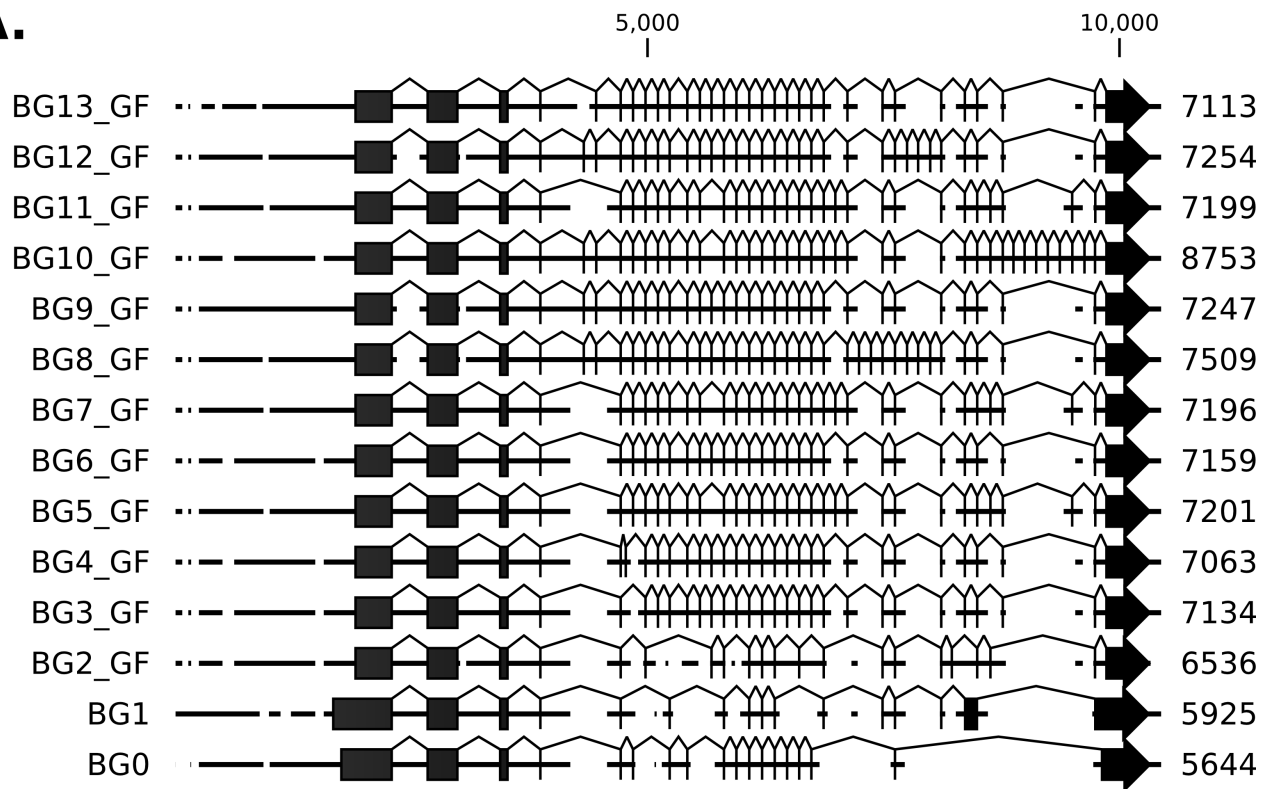 A.
5,000 10,000
BG13_GF 7113
BG12_GF 7254
BG11_GF 7199
BG10_GF 8753
BG9_GF 7247
BG8_GF 7509
BG7_GF 7196
BG6_GF 7159
BG5_GF 7201
BG4_GF 7063
BG3_GF 7134
BG2_GF 6536
BG1 5925
BG0 5644